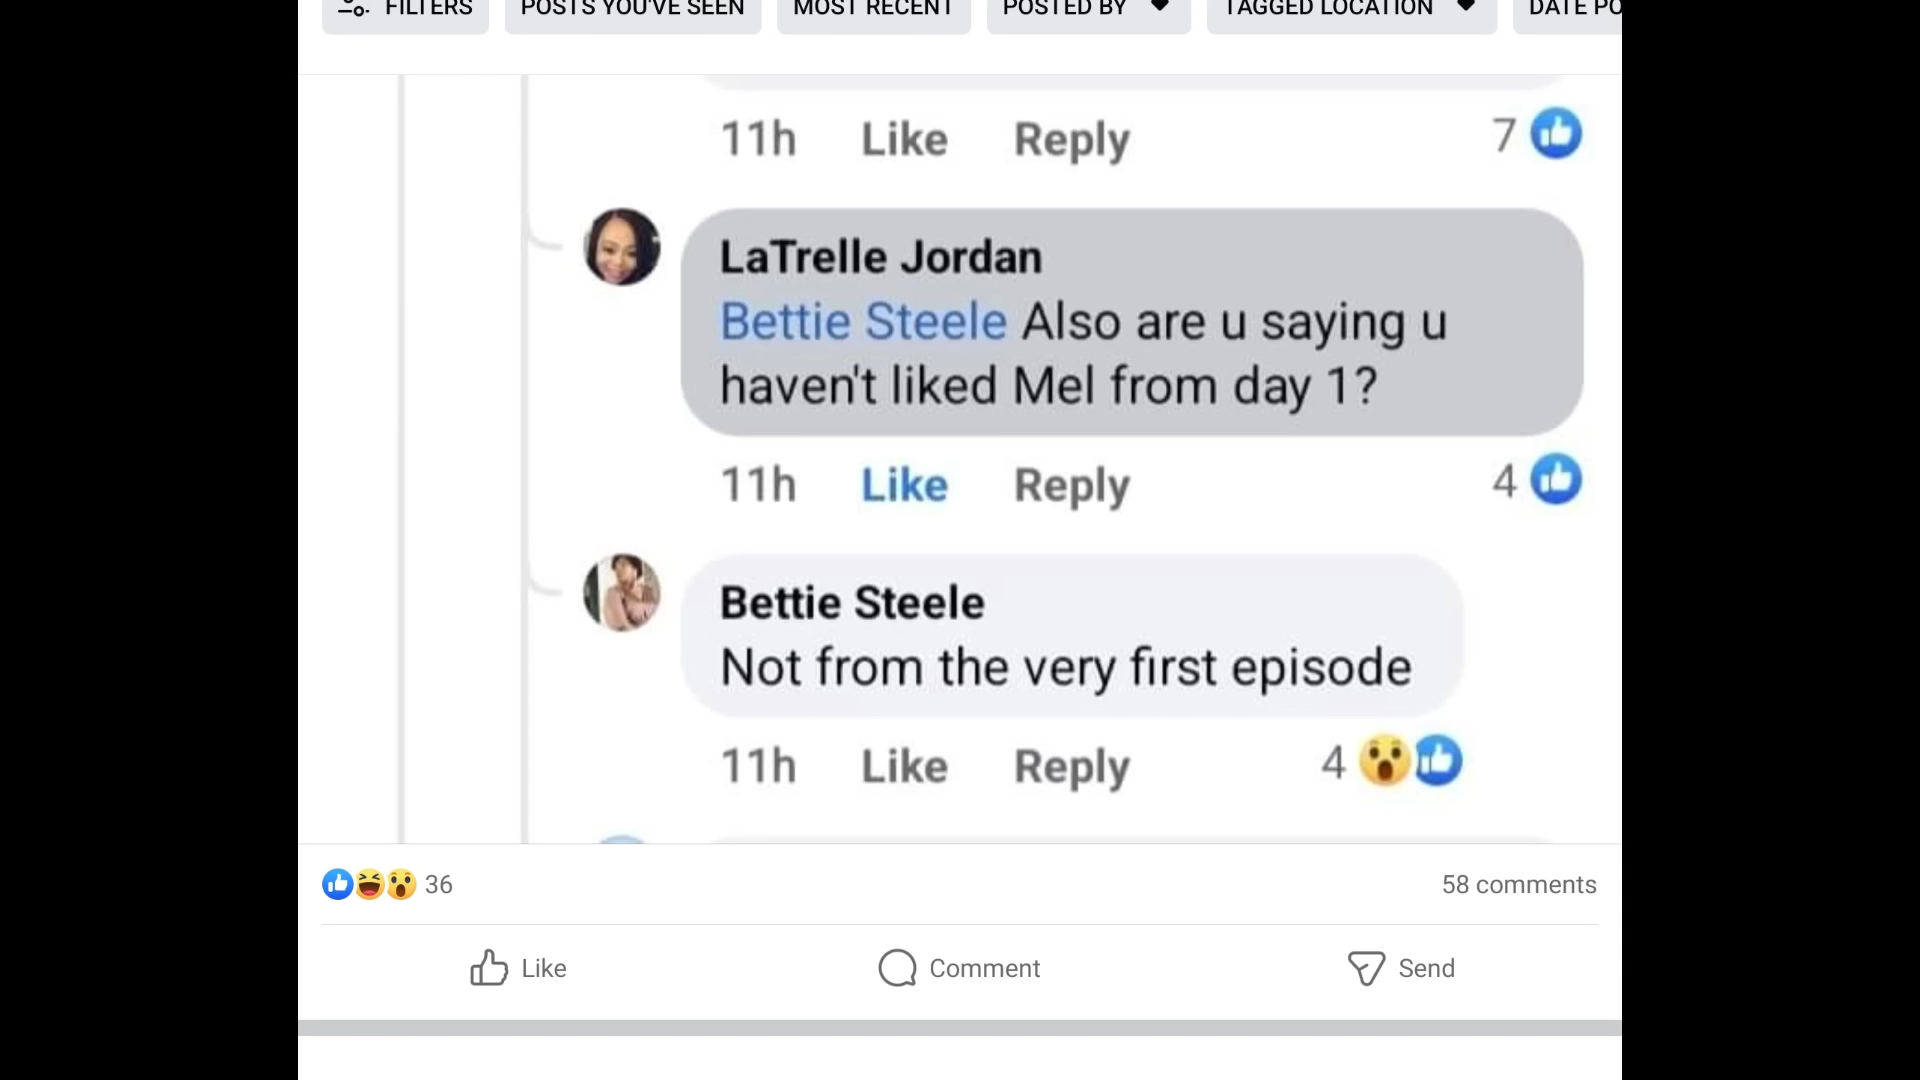 FILTERS POSTS YOU'VE SEEN MOST RECENT POSTED BY TAGGED LOCATION DATE PO
11h Like Reply 7
LaTrelle Jordan
Bettie Steele Also are u saying u
haven't liked Mel from day 1?
11h Like Reply 4
Bettie Steele
Not from the very first episode
11h Like Reply 4
36 58 comments
Like Comment Send